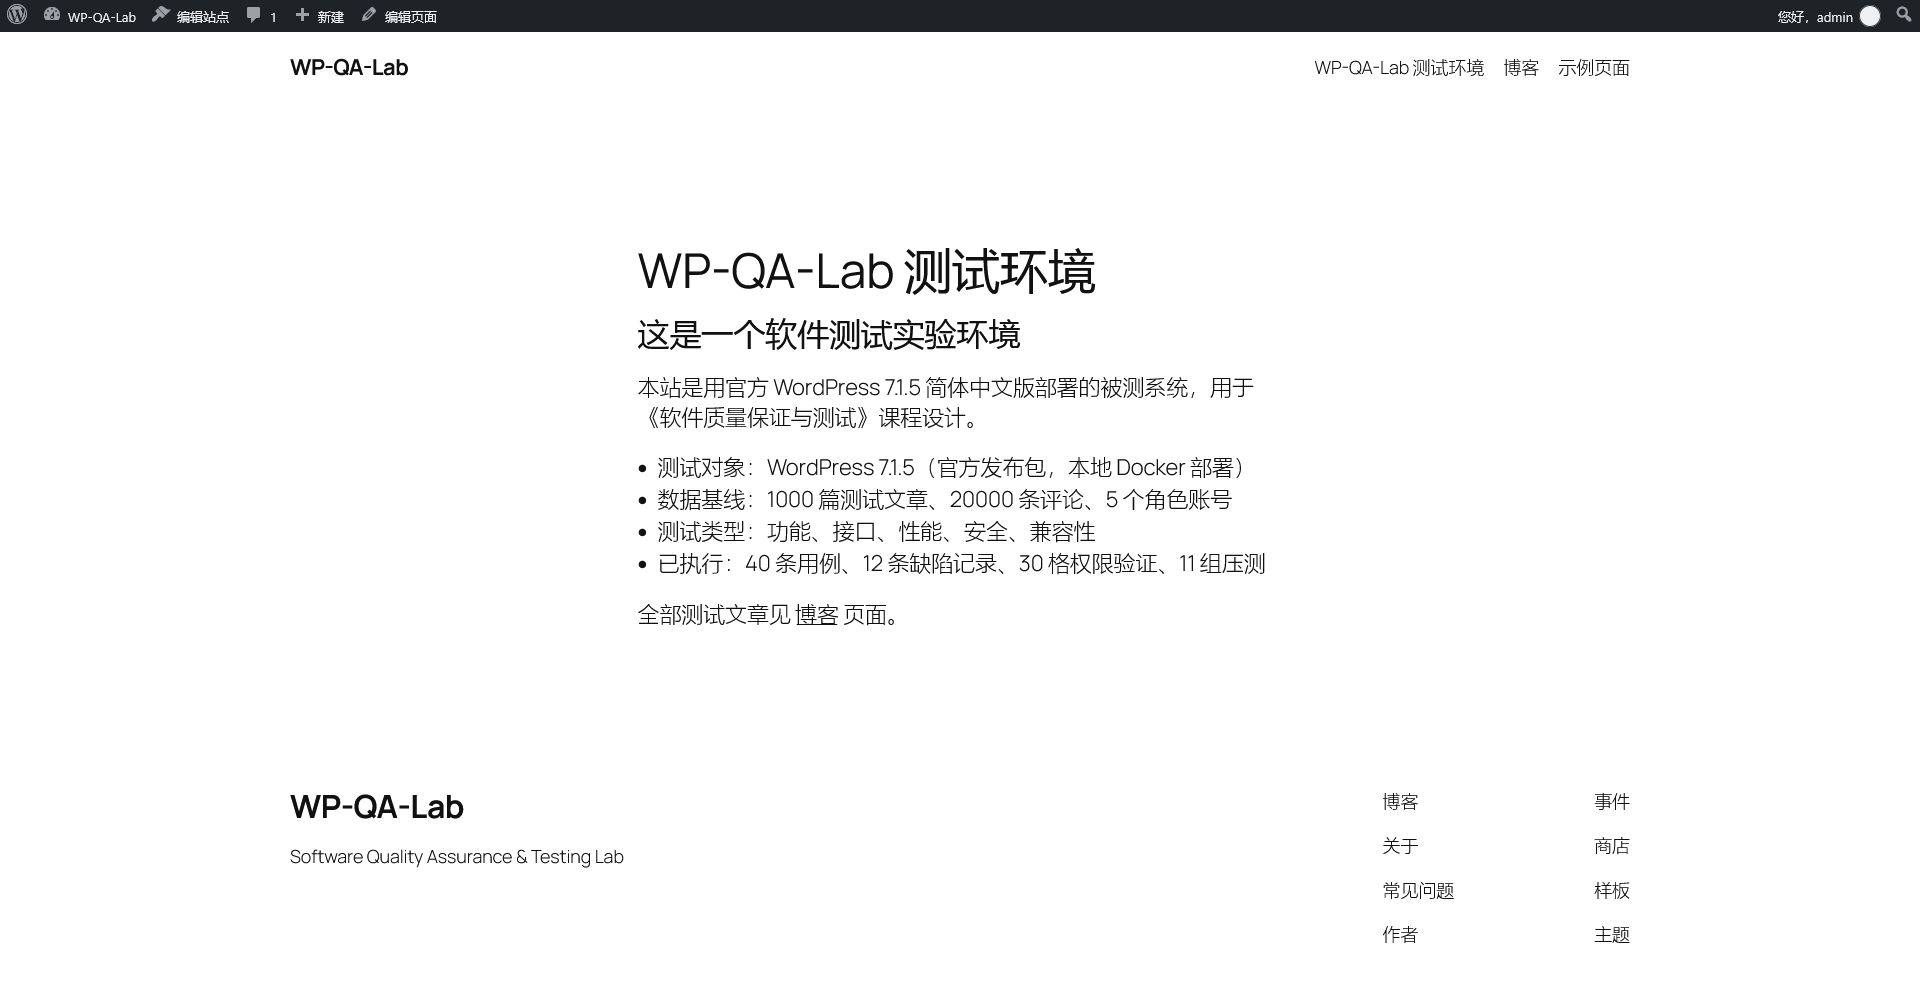 WP-QA-Lab 编辑站点 1 新建 编辑页面 您好，admin
WP-QA-Lab WP-QA-Lab 测试环境 博客 示例页面
WP-QA-Lab 测试环境
这是一个软件测试实验环境
本站是用官方 WordPress 7.1.5 简体中文版部署的被测系统，用于
《软件质量保证与测试》课程设计。
• 测试对象：WordPress 7.1.5（官方发布包，本地 Docker 部署）
• 数据基线：1000 篇测试文章、20000 条评论、5 个角色账号
• 测试类型：功能、接口、性能、安全、兼容性
• 已执行：40 条用例、12 条缺陷记录、30 格权限验证、11 组压测
全部测试文章见 博客 页面。
WP-QA-Lab
Software Quality Assurance & Testing Lab
博客 事件
关于 商店
常见问题 样板
作者 主题